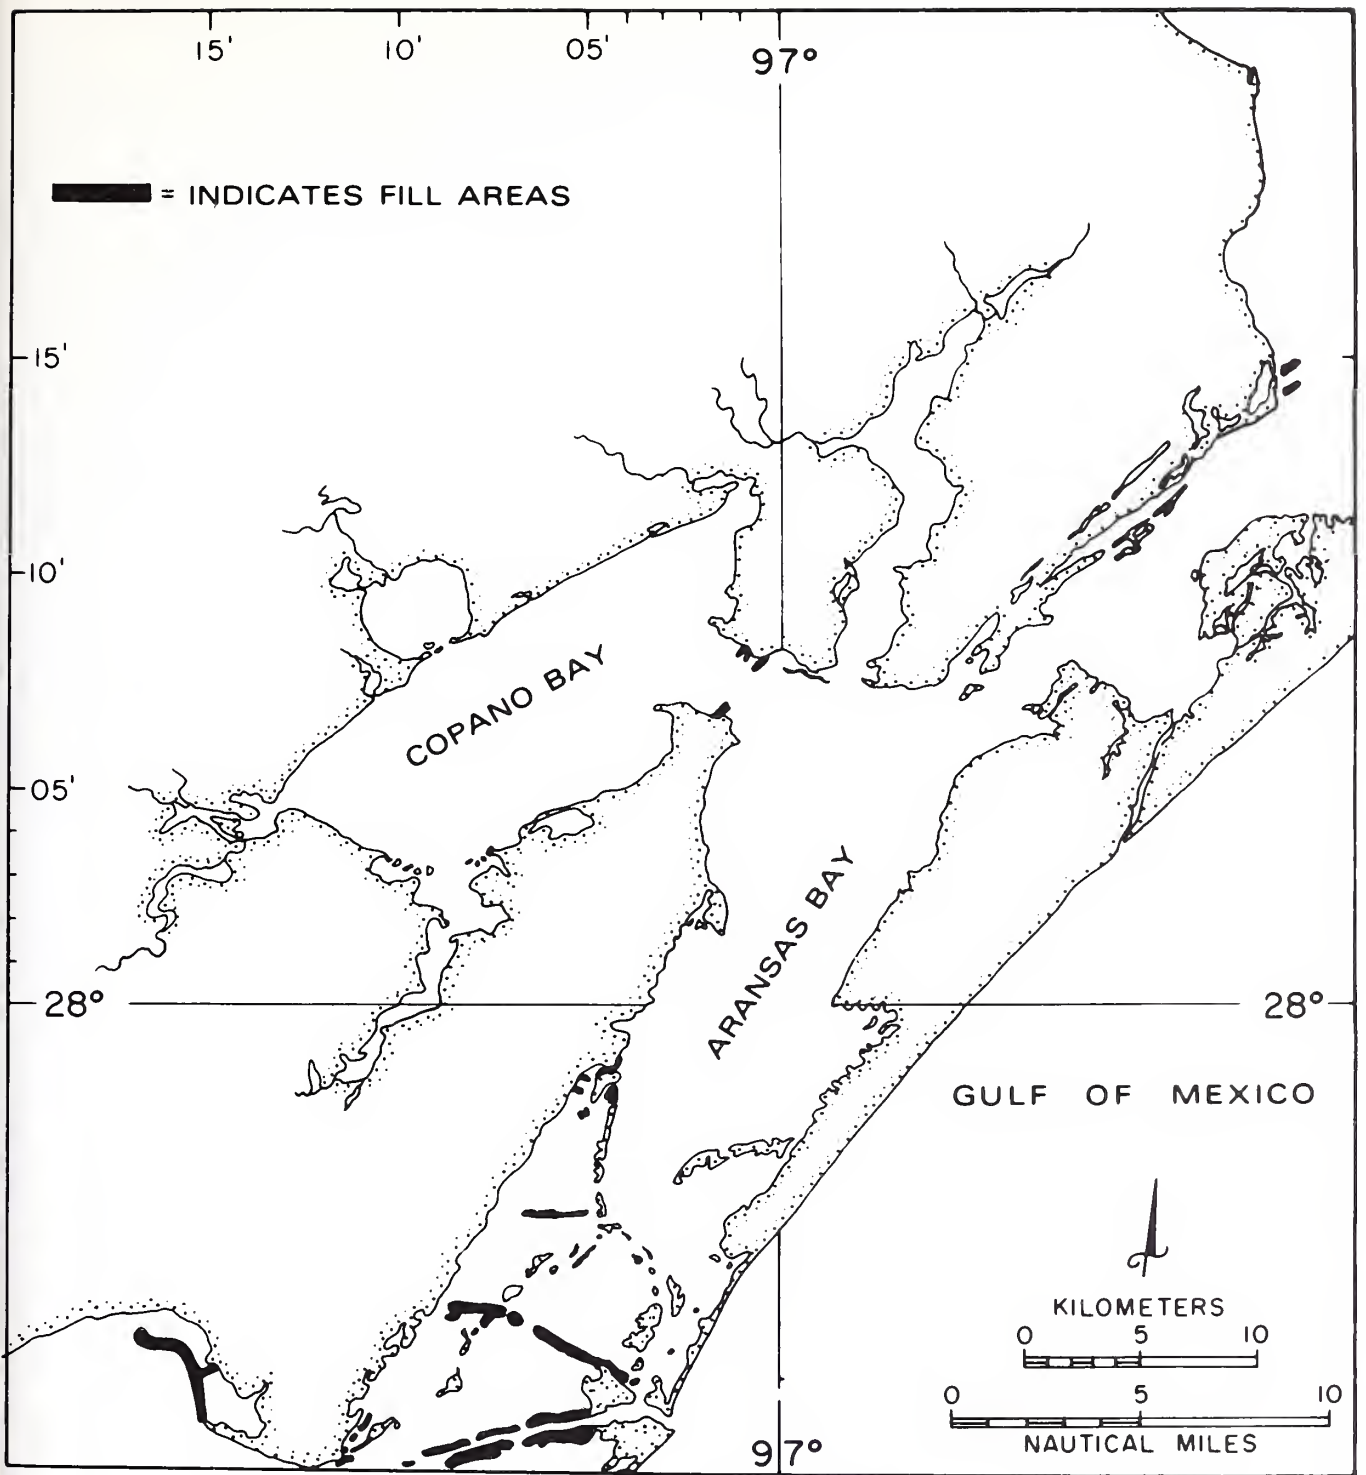 15' 10' 05' 97°
= INDICATES FILL AREAS
15'
10'
COPANO BAY
05'
ARANSAS BAY
28° 28°
GULF OF MEXICO
KILOMETERS
0 5 10
0 5 10
NAUTICAL MILES
97°